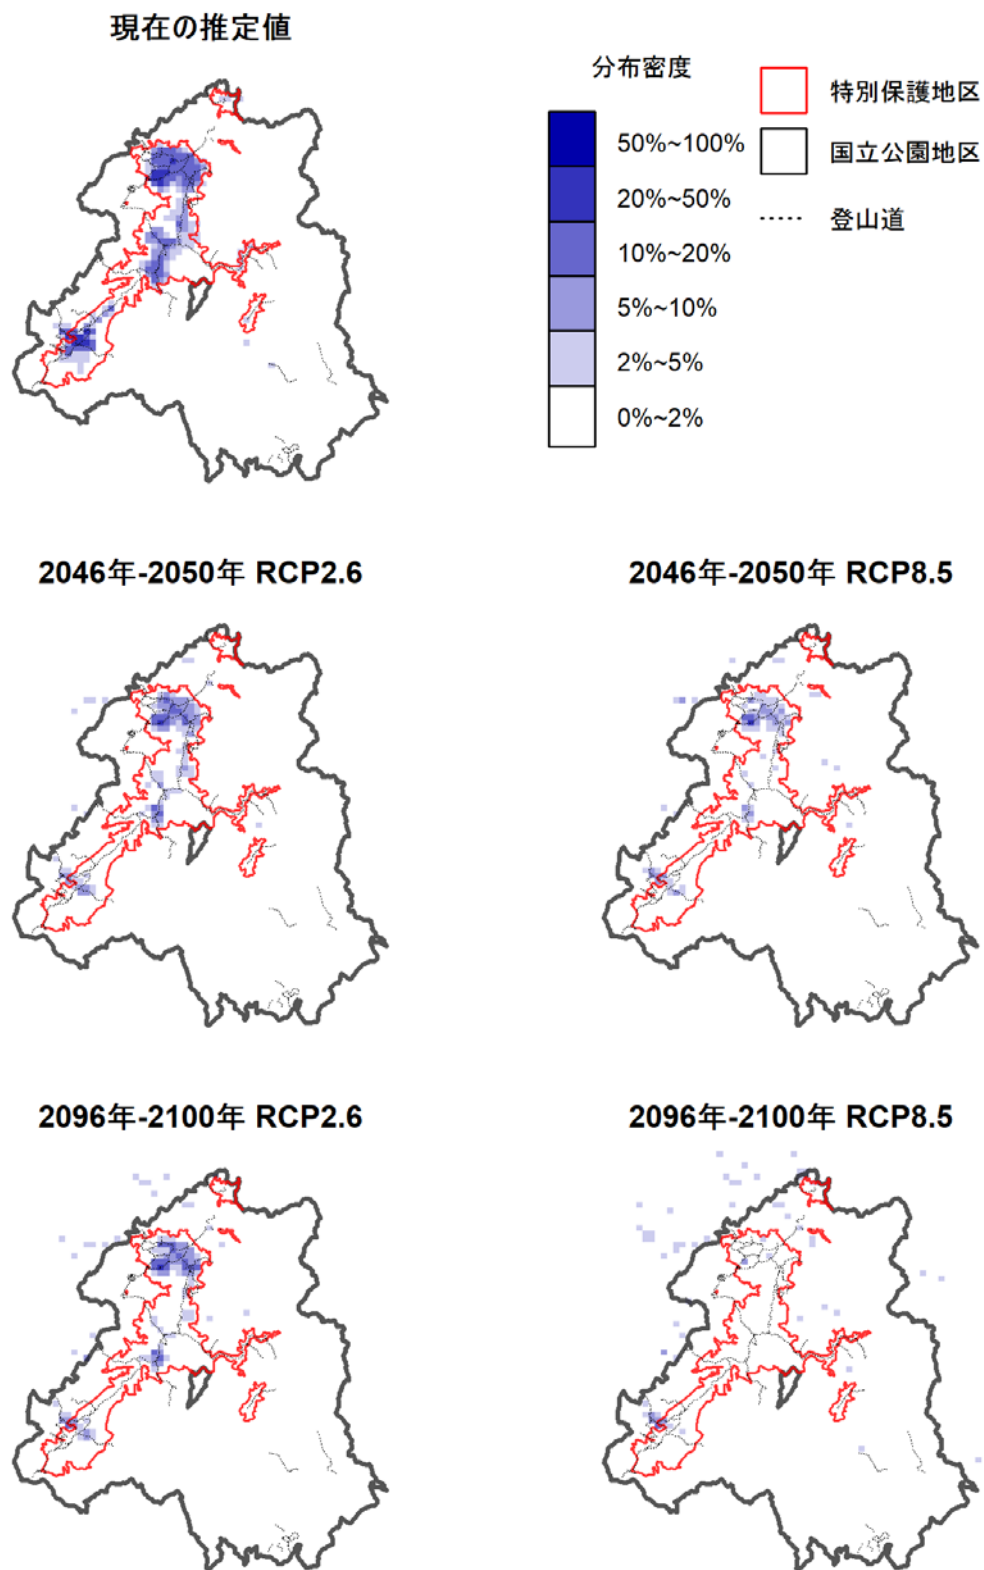 現在の推定値
分布密度
50%~100%
20%~50%
10%~20%
5%~10%
2%~5%
0%~2%
特別保護地区
国立公園地区
登山道
2046年-2050年 RCP2.6
2046年-2050年 RCP8.5
2096年-2100年 RCP2.6
2096年-2100年 RCP8.5